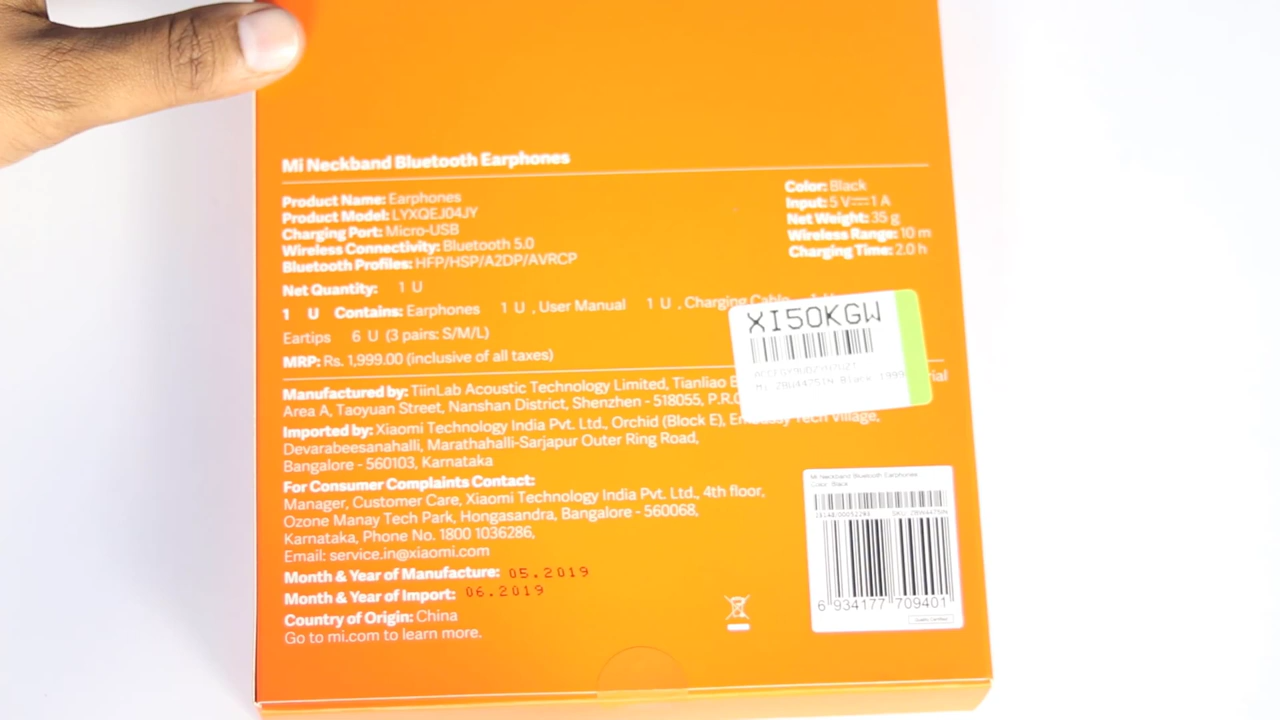 Mi Neckband Bluetooth Earphones
Product Name: Earphones
Product Model: LYXQEJ04JY
Charging Port: Micro-USB
Wireless Connectivity: Bluetooth 5.0
Bluetooth Profiles: HFP/HSP/A2DP/AVRCP
Color: Black
Input: 5 V⎓1 A
Net Weight: 35 g
Wireless Range: 10 m
Charging Time: 2.0 h
Net Quantity: 1 U
1 U Contains: Earphones 1 U , User Manual 1 U , Charging Cable
Eartips 6 U (3 pairs: S/M/L)
MRP: Rs. 1,999.00 (inclusive of all taxes)
XI50KGW
Mi ZBW4475IN Black 1999
Manufactured by: TiinLab Acoustic Technology Limited, Tianliao
Area A, Taoyuan Street, Nanshan District, Shenzhen - 518055, P.R.
Imported by: Xiaomi Technology India Pvt. Ltd., Orchid (Block E), Embassy Tech Village,
Devarabeesanahalli, Marathahalli-Sarjapur Outer Ring Road,
Bangalore - 560103, Karnataka
For Consumer Complaints Contact:
Manager, Customer Care, Xiaomi Technology India Pvt. Ltd., 4th floor,
Ozone Manay Tech Park, Hongasandra, Bangalore - 560068,
Karnataka, Phone No. 1800 1036286,
Email: service.in@xiaomi.com
Month & Year of Manufacture: 05.2019
Month & Year of Import: 06.2019
Country of Origin: China
Go to mi.com to learn more.
Mi Neckband Bluetooth Earphones
Color: Black
SKU: ZBW4475IN
6 934177 709401